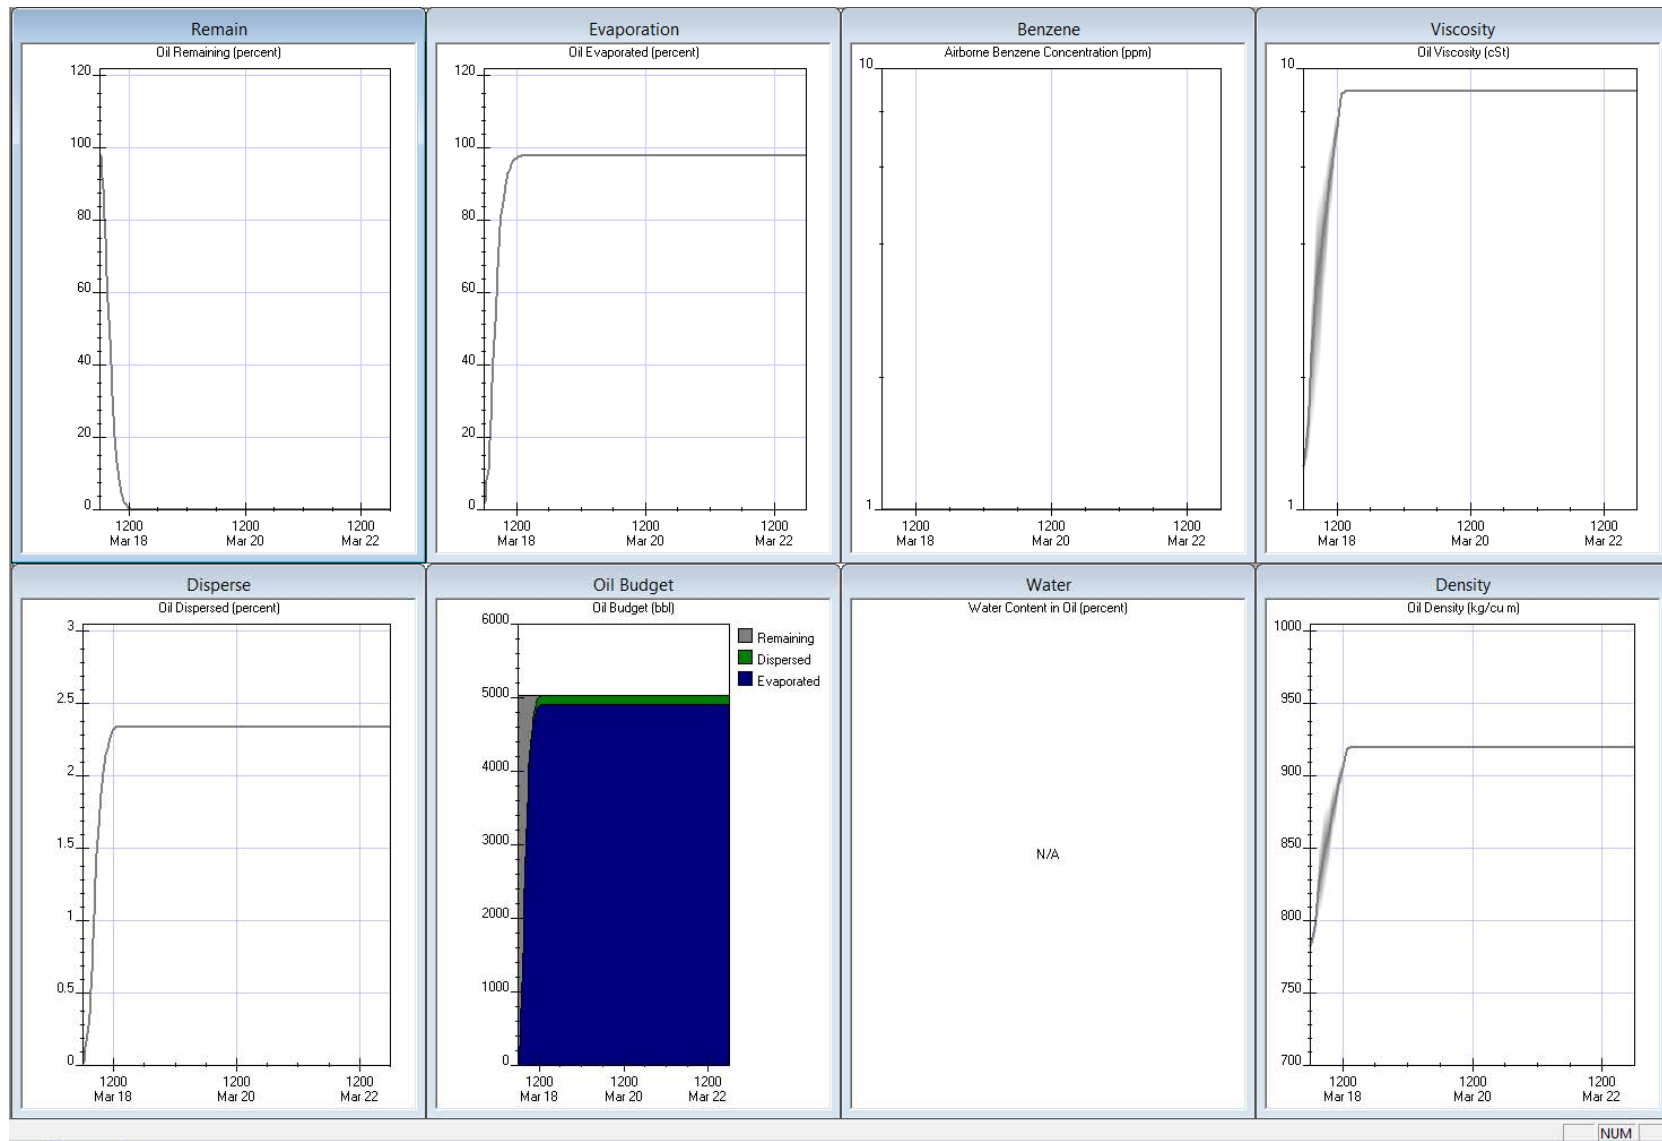 Remain
Oil Remaining (percent)
120
100
80
60
40
20
0
1200 1200 1200
Mar 18 Mar 20 Mar 22
Evaporation
Oil Evaporated (percent)
120
100
80
60
40
20
0
1200 1200 1200
Mar 18 Mar 20 Mar 22
Benzene
Airborne Benzene Concentration (ppm)
10
1
1200 1200 1200
Mar 18 Mar 20 Mar 22
Viscosity
Oil Viscosity (cSt)
10
1
1200 1200 1200
Mar 18 Mar 20 Mar 22
Disperse
Oil Dispersed (percent)
3
2.5
2
1.5
1
0.5
0
1200 1200 1200
Mar 18 Mar 20 Mar 22
Oil Budget
Oil Budget (bbl)
6000
5000
4000
3000
2000
1000
0
1200 1200 1200
Mar 18 Mar 20 Mar 22
Remaining
Dispersed
Evaporated
Water
Water Content in Oil (percent)
N/A
Density
Oil Density (kg/cu m)
1000
950
900
850
800
750
700
1200 1200 1200
Mar 18 Mar 20 Mar 22
NUM